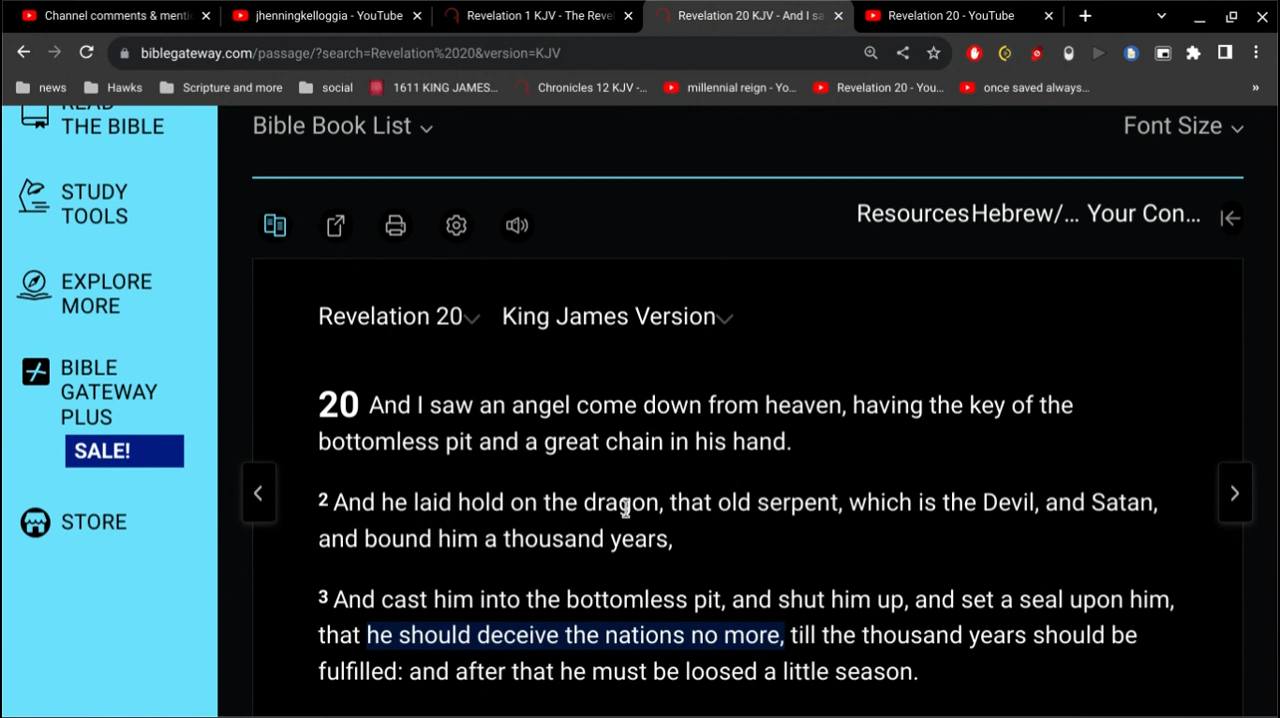 Channel comments & menti
jhenningkelloggia - YouTube
Revelation 1 KJV - The Reve
Revelation 20 KJV - And I sa
Revelation 20 - YouTube
biblegateway.com/passage/?search=Revelation%2020&version=KJV
news
Hawks
Scripture and more
social
1611 KING JAMES...
Chronicles 12 KJV -...
millennial reign - Yo...
Revelation 20 - You...
once saved always...
»
READ
THE BIBLE
STUDY
TOOLS
EXPLORE
MORE
BIBLE
GATEWAY
PLUS
SALE!
STORE
Bible Book List
Font Size
Resources Hebrew/... Your Con...
Revelation 20 King James Version
20 And I saw an angel come down from heaven, having the key of the
bottomless pit and a great chain in his hand.
2 And he laid hold on the dragon, that old serpent, which is the Devil, and Satan,
and bound him a thousand years,
3 And cast him into the bottomless pit, and shut him up, and set a seal upon him,
that he should deceive the nations no more, till the thousand years should be
fulfilled: and after that he must be loosed a little season.